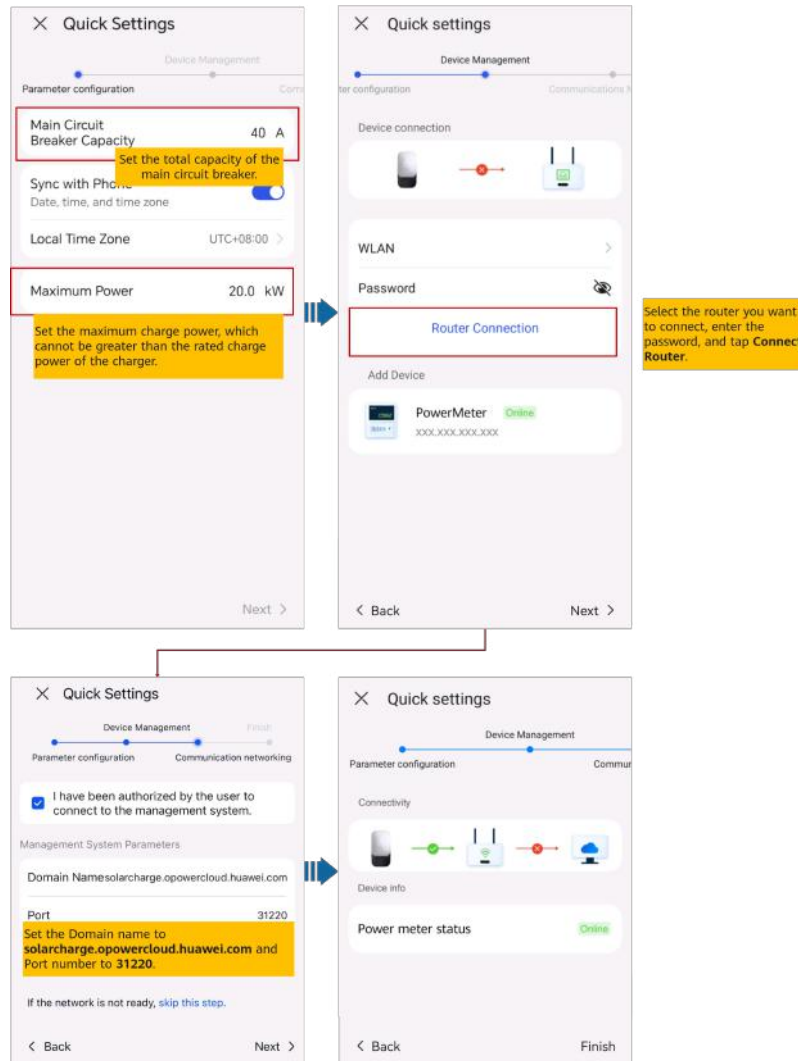 Quick Settings
Device Management
Parameter configuration
Main Circuit
Breaker Capacity
40 A
Set the total capacity of the
main circuit breaker.
Sync with
Date, time, and time zone
Local Time Zone
UTC+08:00 >
Maximum Power
20.0 kW
Set the maximum charge power, which
cannot be greater than the rated charge
power of the charger.
Next >
Quick settings
Device Management
configuration
Communications
Device connection
WLAN >
Password
Router Connection
Add Device
PowerMeter Online
XXX.XXX.XXX.XXX
< Back
Next >
Select the router you want
to connect, enter the
password, and tap Connect
Router.
Quick Settings
Device Management
Finish
Parameter configuration
Communication networking
I have been authorized by the user to
connect to the management system.
Management System Parameters
Domain Name solarcharge.opowercloud.huawei.com
Port
31220
Set the Domain name to
solarcharge.opowercloud.huawei.com and
Port number to 31220.
If the network is not ready, skip this step.
< Back
Next >
Quick settings
Device Management
Parameter configuration
Commun
Connectivity
Device info
Power meter status
Online
< Back
Finish